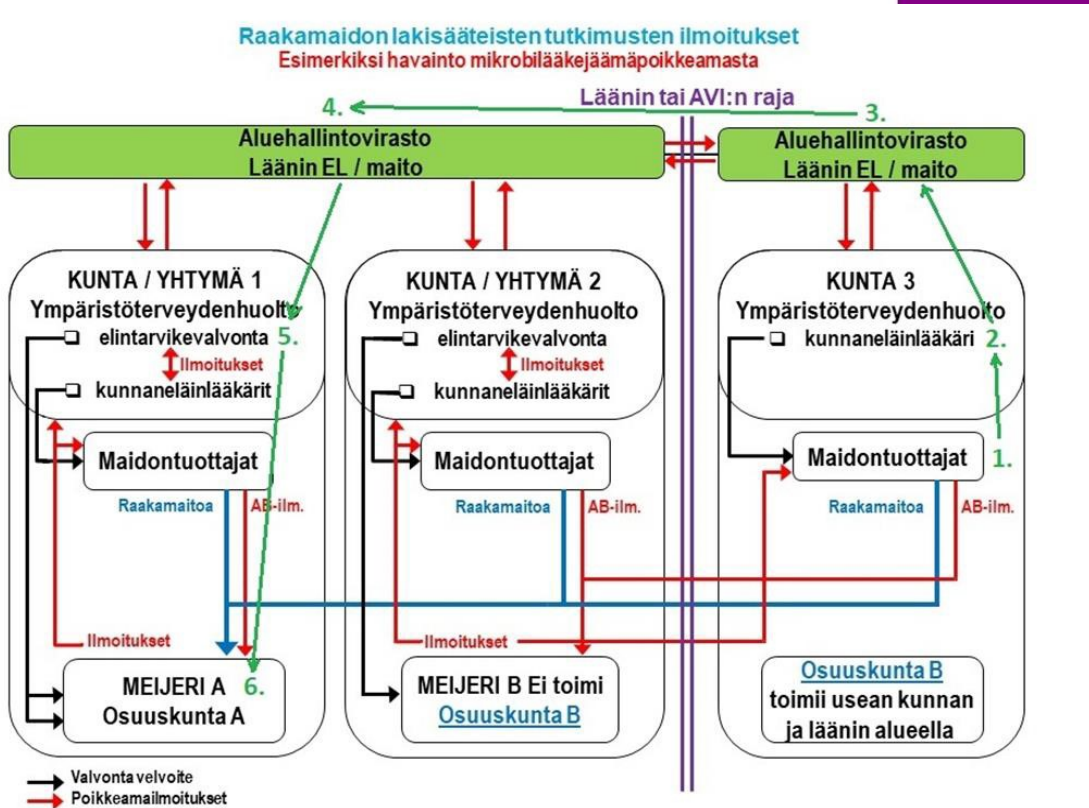 Raakamaidon lakisääteisten tutkimusten ilmoitukset
Esimerkiksi havainto mikrobilääkejäämäpoikkeamasta
Läänin tai AVI:n raja
4.
3.
Aluehallintovirasto
Läänin EL / maito
Aluehallintovirasto
Läänin EL / maito
KUNTA / YHTYMÄ 1
Ympäristöterveydenhuolto
elintarvikevalvonta 5.
Ilmoitukset
kunnaneläinlääkärit
KUNTA / YHTYMÄ 2
Ympäristöterveydenhuolto
elintarvikevalvonta
Ilmoitukset
kunnaneläinlääkärit
KUNTA 3
Ympäristöterveydenhuolto
kunnaneläinlääkäri 2.
Maidontuottajat
Maidontuottajat
Maidontuottajat 1.
Raakamaitoa
AB-ilm.
Raakamaitoa
AB-ilm.
Raakamaitoa
AB-ilm.
Ilmoitukset
Ilmoitukset
MEIJERI A 6.
Osuuskunta A
MEIJERI B Ei toimi
Osuuskunta B
Osuuskunta B
toimii usean kunnan
ja läänin alueella
Valvonta velvoite
Poikkeamailmoitukset